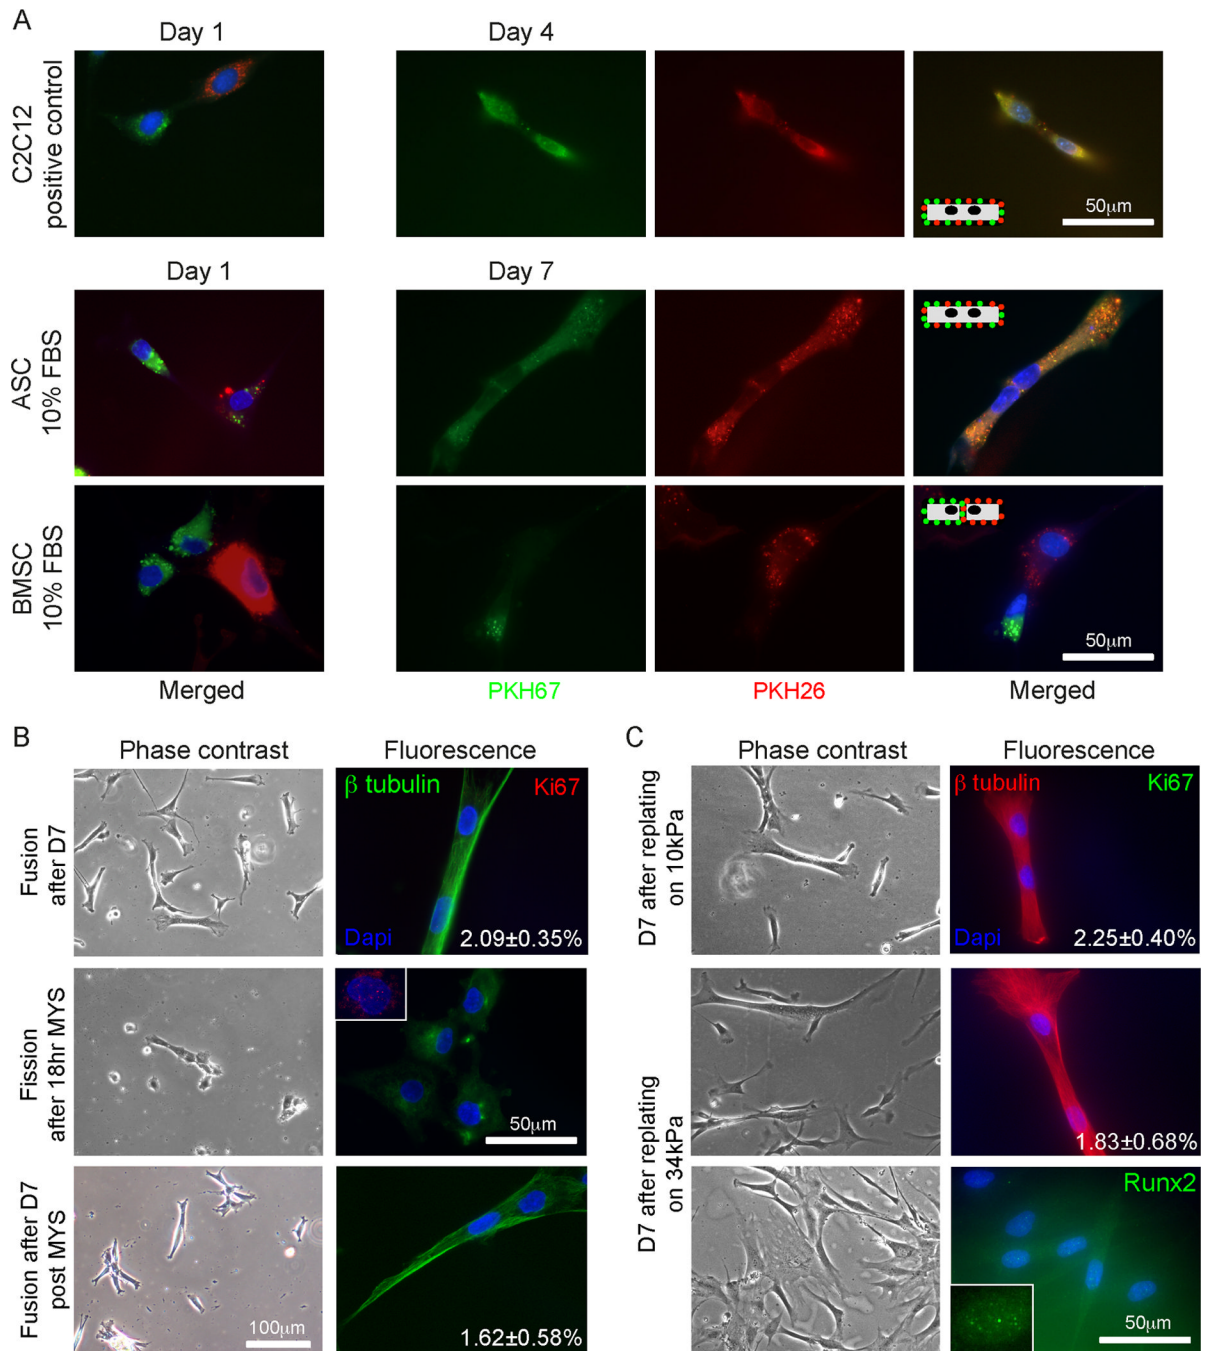 A
Day 1
Day 4
C2C12
positive control
50μm
Day 1
Day 7
ASC
10% FBS
BMSC
10% FBS
50μm
Merged
PKH67
PKH26
Merged
B
Phase contrast
Fluorescence
Fusion
after D7
β tubulin
Ki67
Dapi
2.09±0.35%
Fission
after 18hr MYS
50μm
Fusion after D7
post MYS
100μm
1.62±0.58%
C
Phase contrast
Fluorescence
D7 after replating
on 10kPa
β tubulin
Ki67
Dapi
2.25±0.40%
D7 after replating
on 34kPa
1.83±0.68%
Runx2
50μm